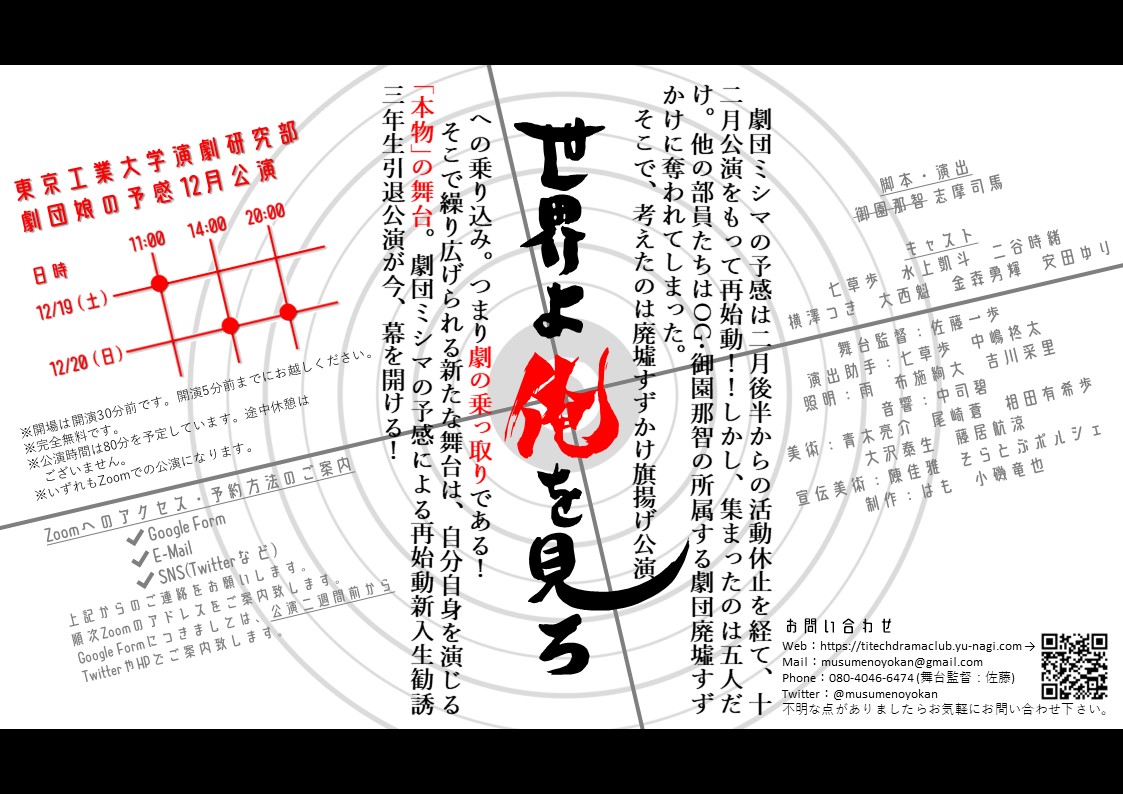 東京工業大学演劇研究部
劇団娘の予感12月公演
11:00 14:00 20:00
日時
12/19(土)
12/20(日)
※開場は開演30分前です。開演5分前までにお越しください。
※完全無料です。
※公演時間は80分を予定しています。途中休憩は
ございません。
※いずれもZoomでの公演になります。
Zoomへのアクセス・予約方法のご案内
Google Form
E-Mail
SNS(Twitterなど)
上記からのご連絡をお願いします。
順次Zoomのアドレスをご案内致します。
Google Formにつきましては、公演二週間前から
TwitterやHPでご案内致します。
世界よ俺を見ろ
劇団ミシマの予感は二月後半からの活動休止を経て、十
二月公演をもって再始動!!しかし、集まったのは五人だ
け。他の部員たちはOG・御園那智の所属する劇団廃墟すず
かけに奪われてしまった。
そこで、考えたのは廃墟すずかけ旗揚げ公演
への乗り込み。つまり劇の乗っ取りである!
そこで繰り広げられる新たな舞台は、自分自身を演じる
「本物」の舞台。劇団ミシマの予感による再始動新入生勧誘
三年生引退公演が今、幕を開ける!
脚本・演出
御園那智 志摩司馬
キャスト
七草歩 水上凱斗 二谷時緒
横澤つき 大西魁 金森勇輝 安田ゆり
舞台監督:佐藤一歩
演出助手:七草歩 中嶋柊太
照明:雨 布施絢大 吉川采里
音響:中司碧
美術:青木亮介 尾崎蒼 相田有希歩
大沢泰生 藤居航涼
宣伝美術:陳佳雅 そらとぶポルシェ
制作:はも 小磯竜也
お問い合わせ
Web:https://titechdramaclub.yu-nagi.com→
Mail:musumenoyokan@gmail.com
Phone:080-4046-6474(舞台監督:佐藤)
Twitter:@musumenoyokan
不明な点がありましたらお気軽にお問い合わせ下さい。